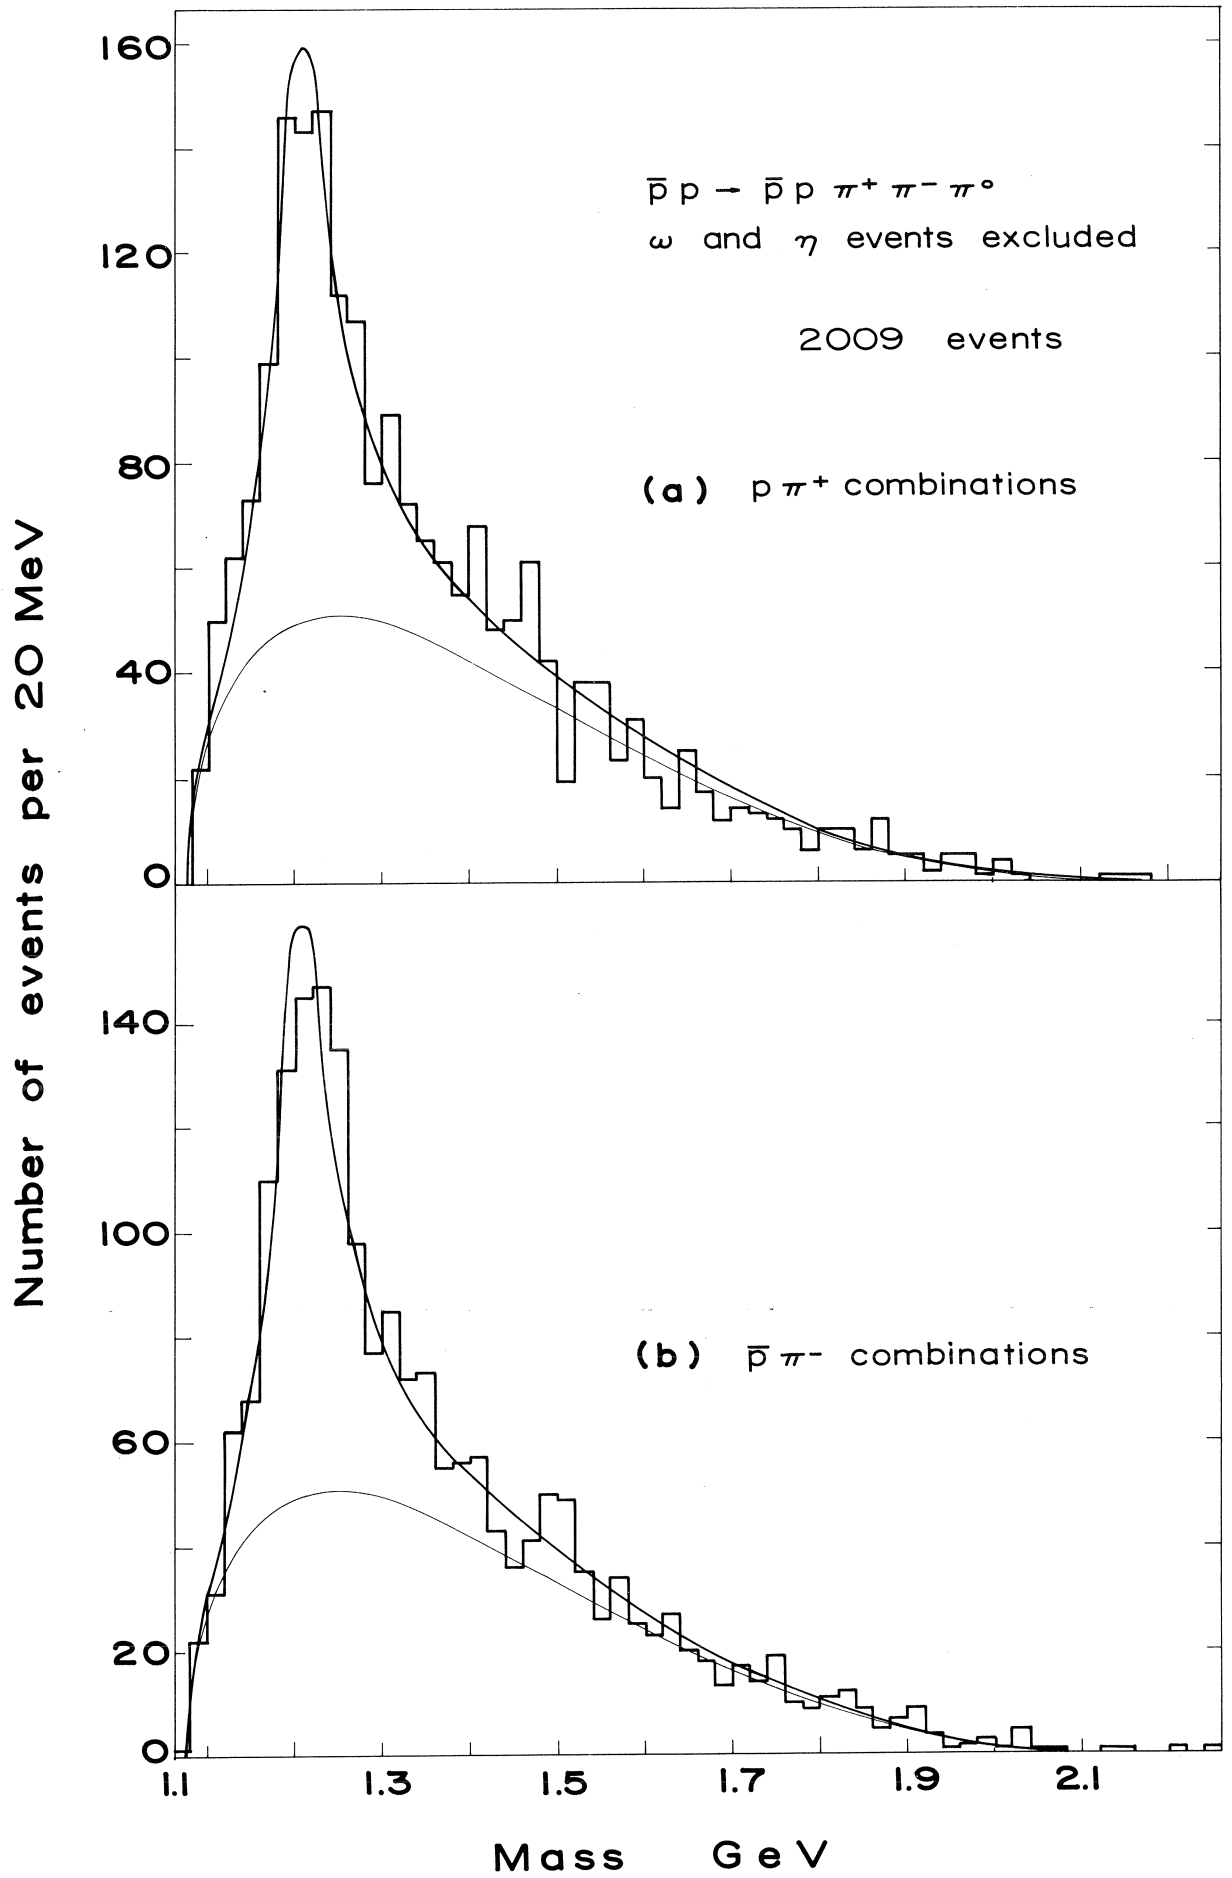 160
120
80
40
0
p̄ p → p̄ p π⁺ π⁻ π°
ω and η events excluded
2009 events
(a) p π⁺ combinations
Number of events per 20 MeV
140
100
60
20
0
(b) p̄ π⁻ combinations
1.1 1.3 1.5 1.7 1.9 2.1
Mass GeV